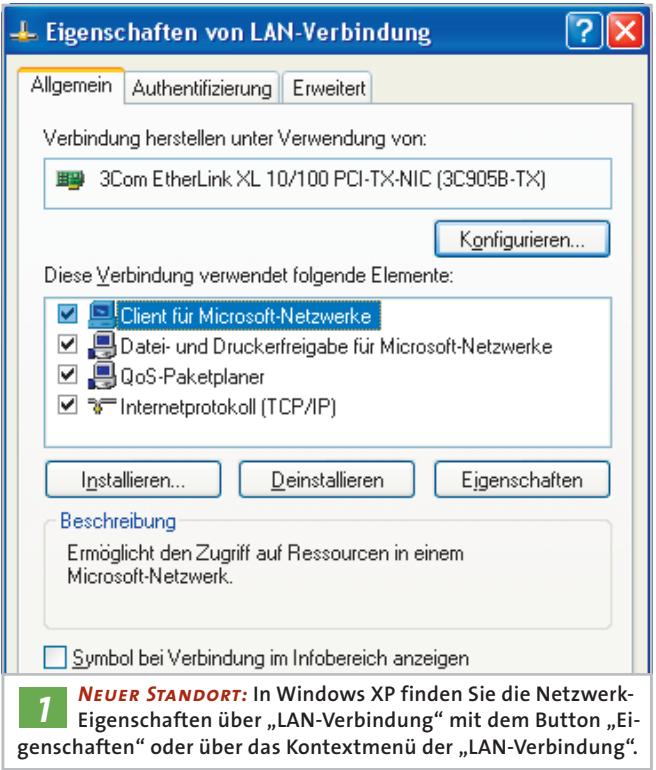 Eigenschaften von LAN-Verbindung
Allgemein Authentifizierung Erweitert
Verbindung herstellen unter Verwendung von:
3Com EtherLink XL 10/100 PCI-TX-NIC (3C905B-TX)
Konfigurieren...
Diese Verbindung verwendet folgende Elemente:
Client für Microsoft-Netzwerke
Datei- und Druckerfreigabe für Microsoft-Netzwerke
QoS-Paketplaner
Internetprotokoll (TCP/IP)
Installieren... Deinstallieren Eigenschaften
Beschreibung
Ermöglicht den Zugriff auf Ressourcen in einem
Microsoft-Netzwerk.
Symbol bei Verbindung im Infobereich anzeigen
1 NEUER STANDORT: In Windows XP finden Sie die Netzwerk-
Eigenschaften über „LAN-Verbindung“ mit dem Button „Ei-
genschaften“ oder über das Kontextmenü der „LAN-Verbindung“.